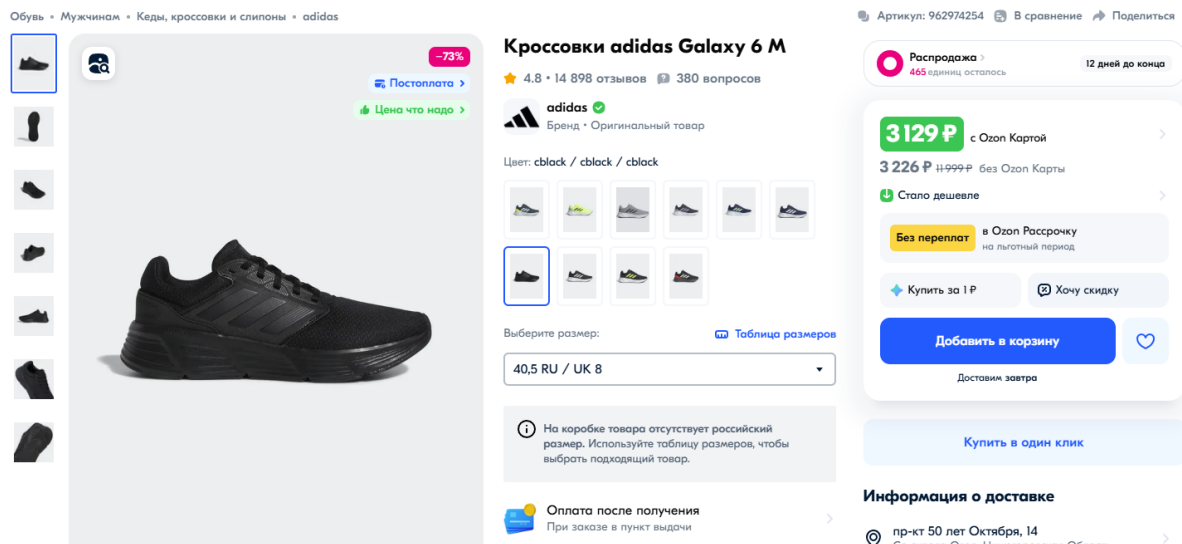 Обувь • Мужчинам • Кеды, кроссовки и слипоны • adidas
Артикул: 962974254 В сравнение Поделиться
−73%
Постоплата
Цена что надо
Кроссовки adidas Galaxy 6 M
4.8 • 14 898 отзывов 380 вопросов
adidas
Бренд • Оригинальный товар
Цвет: cblack / cblack / cblack
Выберите размер:
Таблица размеров
40,5 RU / UK 8
На коробке товара отсутствует российский
размер. Используйте таблицу размеров, чтобы
выбрать подходящий товар.
Оплата после получения
При заказе в пункт выдачи
Распродажа
465 единиц осталось
12 дней до конца
3 129 ₽ с Ozon Картой
3 226 ₽ 11 999 ₽ без Ozon Карты
Стало дешевле
Без переплат
в Ozon Рассрочку
на льготный период
Купить за 1 ₽
Хочу скидку
Добавить в корзину
Доставим завтра
Купить в один клик
Информация о доставке
пр-кт 50 лет Октября, 14